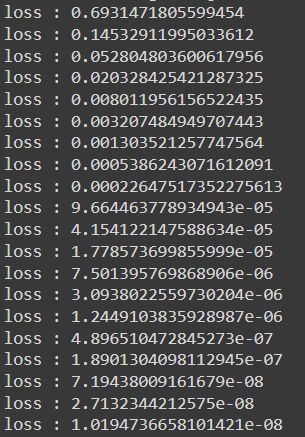 loss : 0.6931471805599454
loss : 0.14532911995033612
loss : 0.052804803600617956
loss : 0.020328425421287325
loss : 0.008011956156522435
loss : 0.003207484949707443
loss : 0.001303521257747564
loss : 0.0005386243071612091
loss : 0.00022647517352275613
loss : 9.664463778934943e-05
loss : 4.154122147588634e-05
loss : 1.778573699855999e-05
loss : 7.501395769868906e-06
loss : 3.0938022559730204e-06
loss : 1.2449103835928987e-06
loss : 4.896510472845273e-07
loss : 1.8901304098112945e-07
loss : 7.19438009161679e-08
loss : 2.7132344212575e-08
loss : 1.0194736658101421e-08